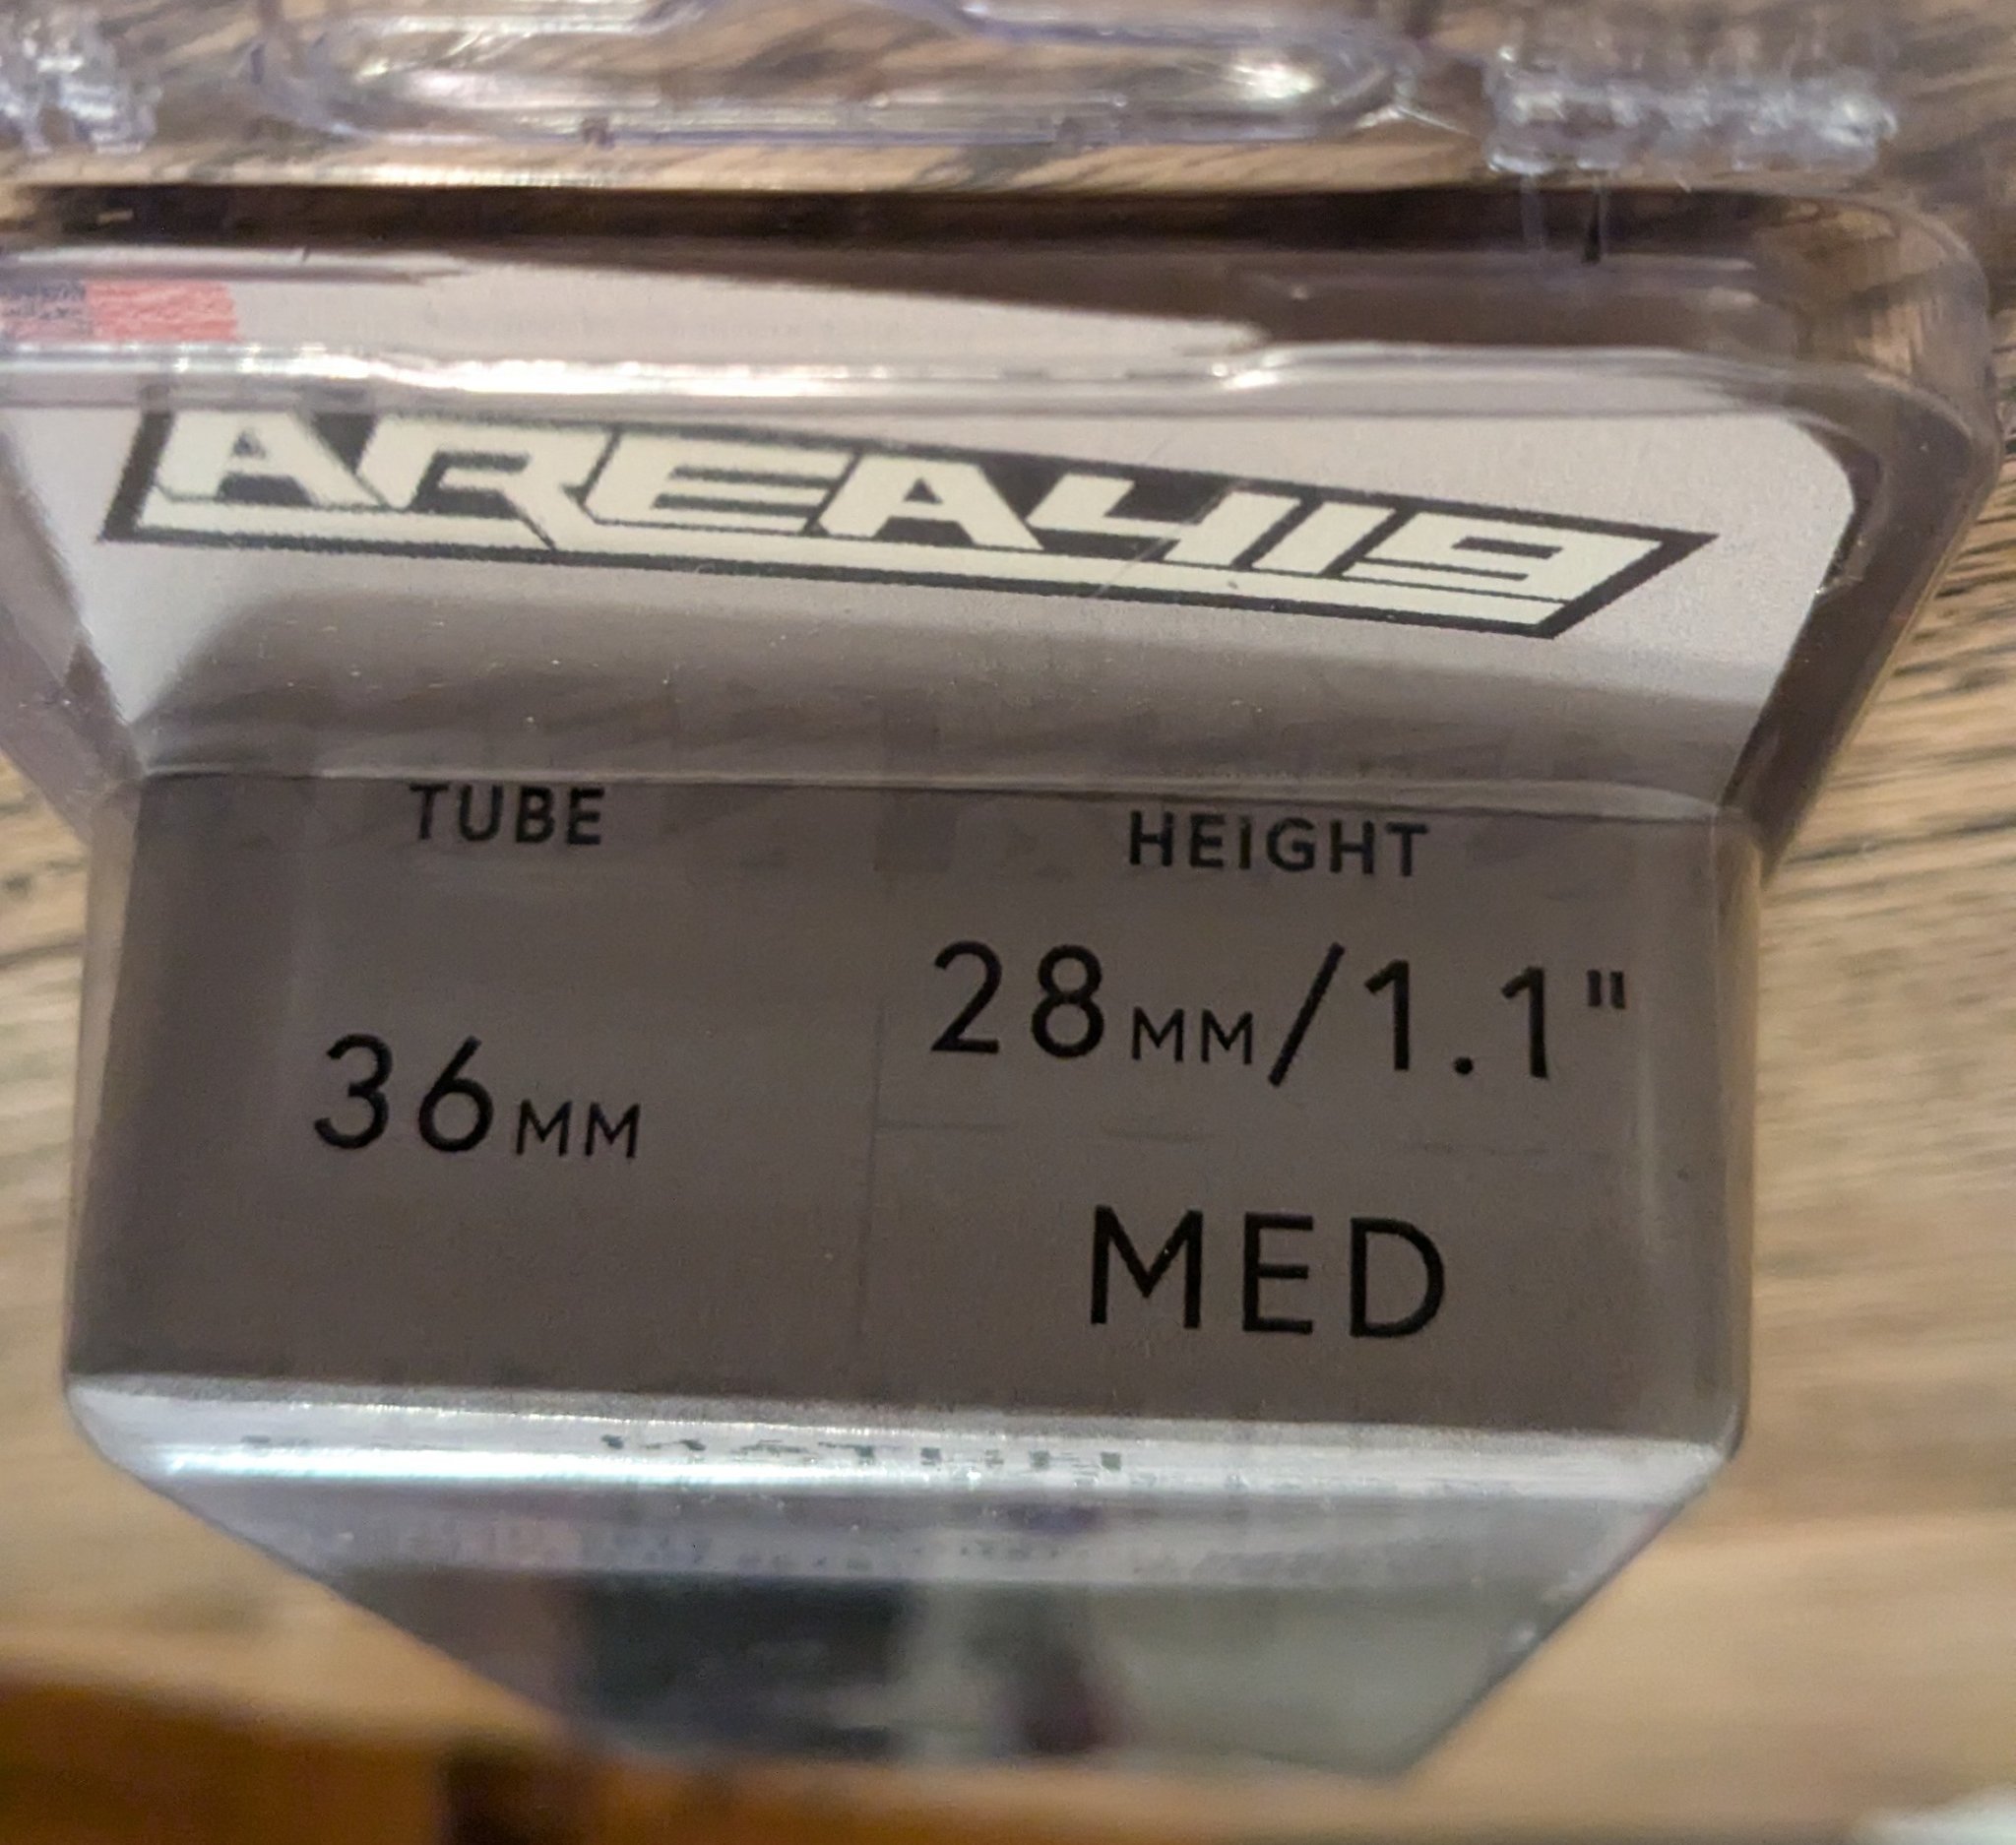 AREA419
TUBE
HEIGHT
36MM
28MM/1.1"
MED